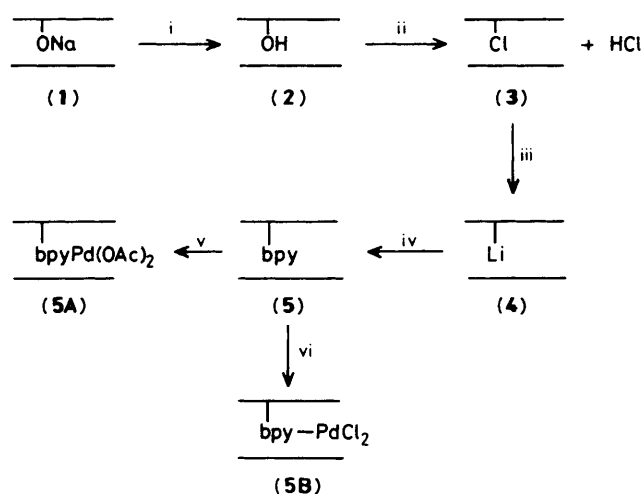 ONa i OH ii Cl + HCl
(1) (2) (3)
iii
bpyPd(OAc)₂ v bpy iv Li
(5A) (5) (4)
vi
bpy—PdCl₂
(5B)